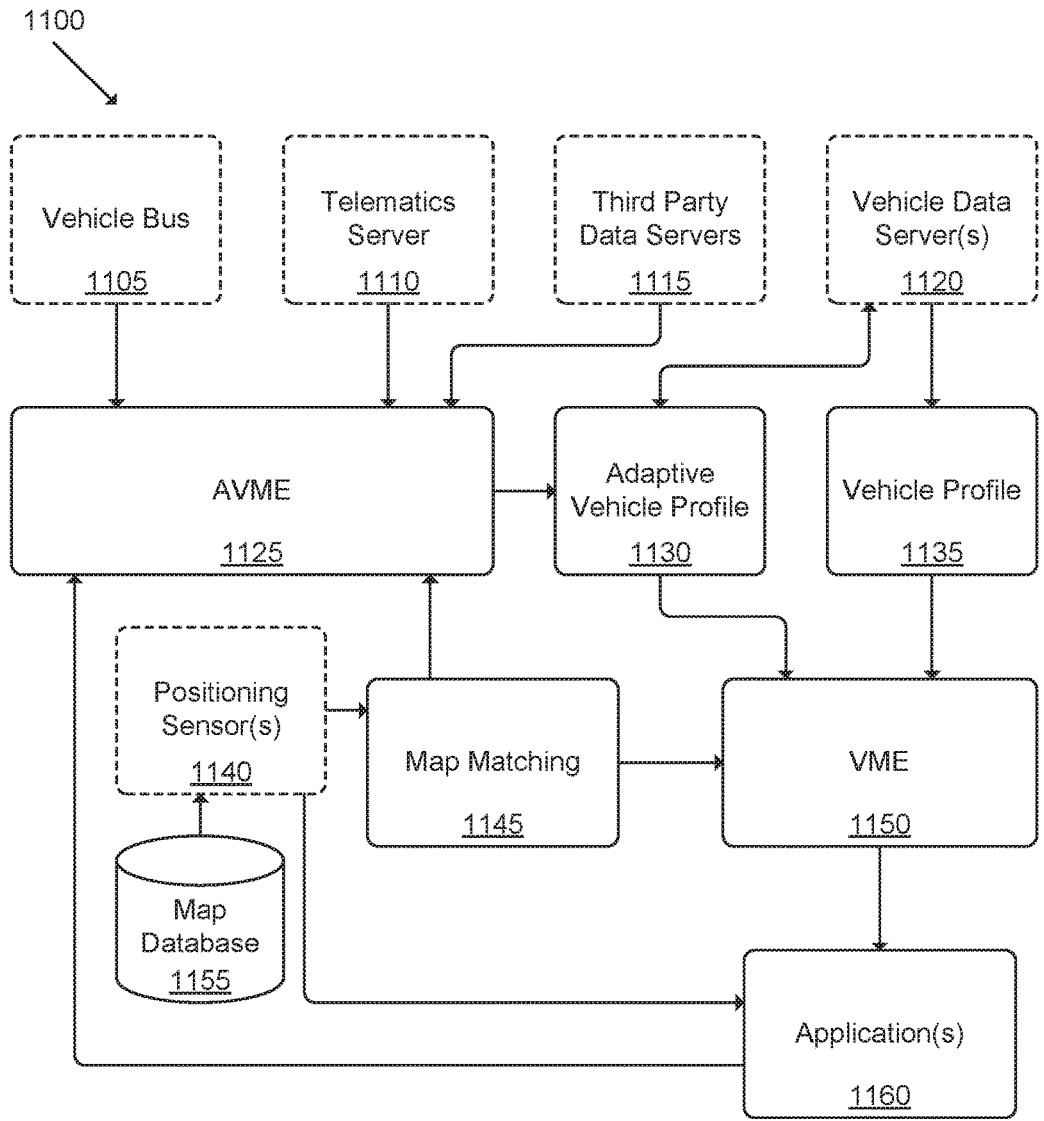 1100
Vehicle Bus
1105
Telematics
Server
1110
Third Party
Data Servers
1115
Vehicle Data
Server(s)
1120
AVME
1125
Adaptive
Vehicle Profile
1130
Vehicle Profile
1135
Positioning
Sensor(s)
1140
Map Matching
1145
VME
1150
Map
Database
1155
Application(s)
1160